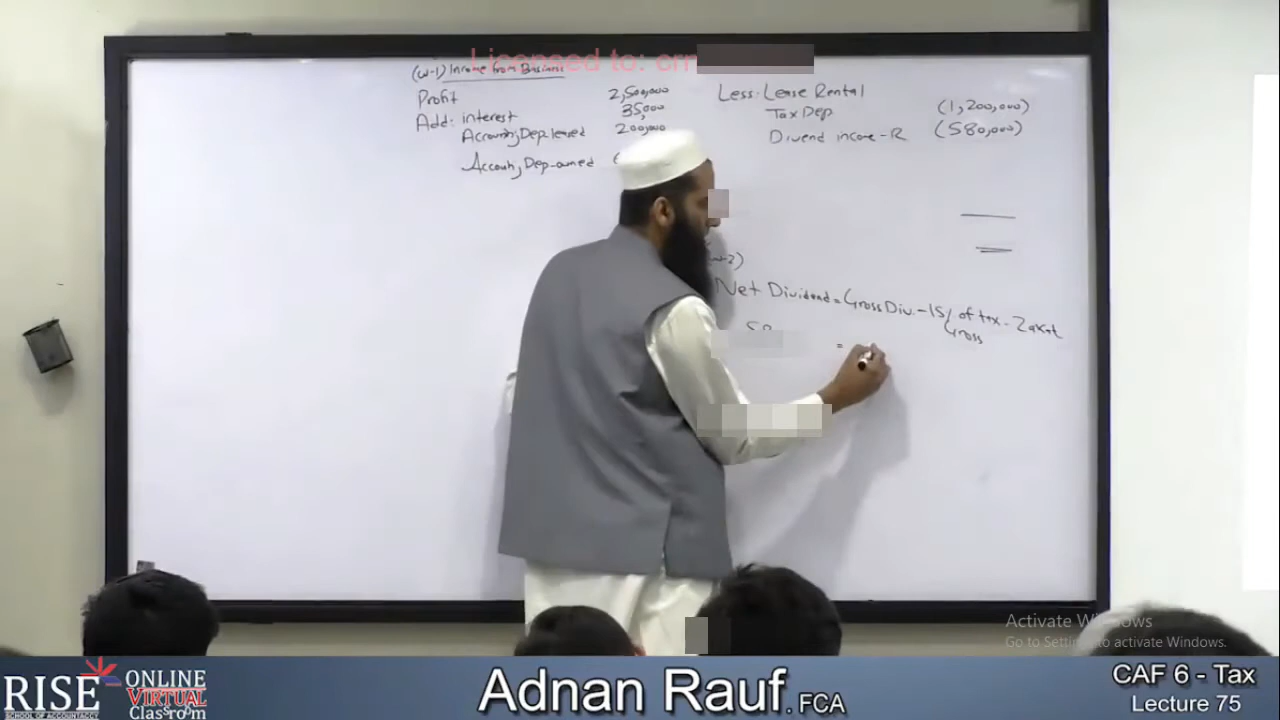 Licensed to: em
(W-1) Income from Business
Profit 2,500,000
Add: interest 35,000
Accounting Dep. leased 200,000
Accoun, Dep-owned
Less: Lease Rental (1,200,000)
Tax Dep (580,000)
Divend income-R
Net Dividend = Gross Div. - 15% of tax - Zakat
Gross
=
Activate Windows
Go to Settings to activate Windows.
RISE
SCHOOL OF ACCOUNTANCY
ONLINE
VIRTUAL
Classroom
Adnan Rauf. FCA
CAF 6 - Tax
Lecture 75